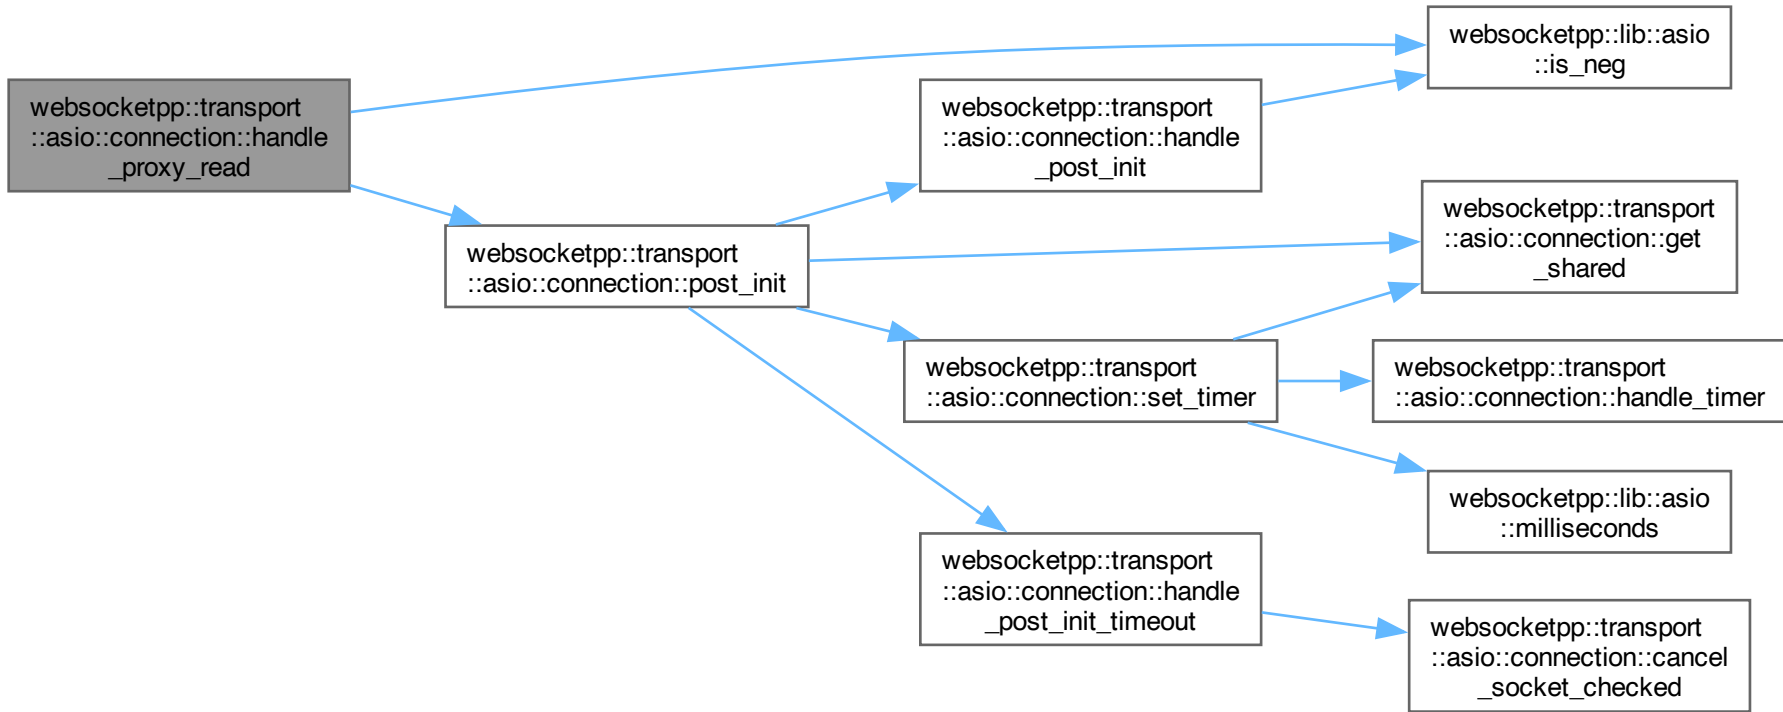 websocketpp::transport
::asio::connection::handle
_proxy_read
websocketpp::transport
::asio::connection::post_init
websocketpp::transport
::asio::connection::handle
_post_init
websocketpp::transport
::asio::connection::set_timer
websocketpp::transport
::asio::connection::handle
_post_init_timeout
websocketpp::lib::asio
::is_neg
websocketpp::transport
::asio::connection::get
_shared
websocketpp::transport
::asio::connection::handle_timer
websocketpp::lib::asio
::milliseconds
websocketpp::transport
::asio::connection::cancel
_socket_checked